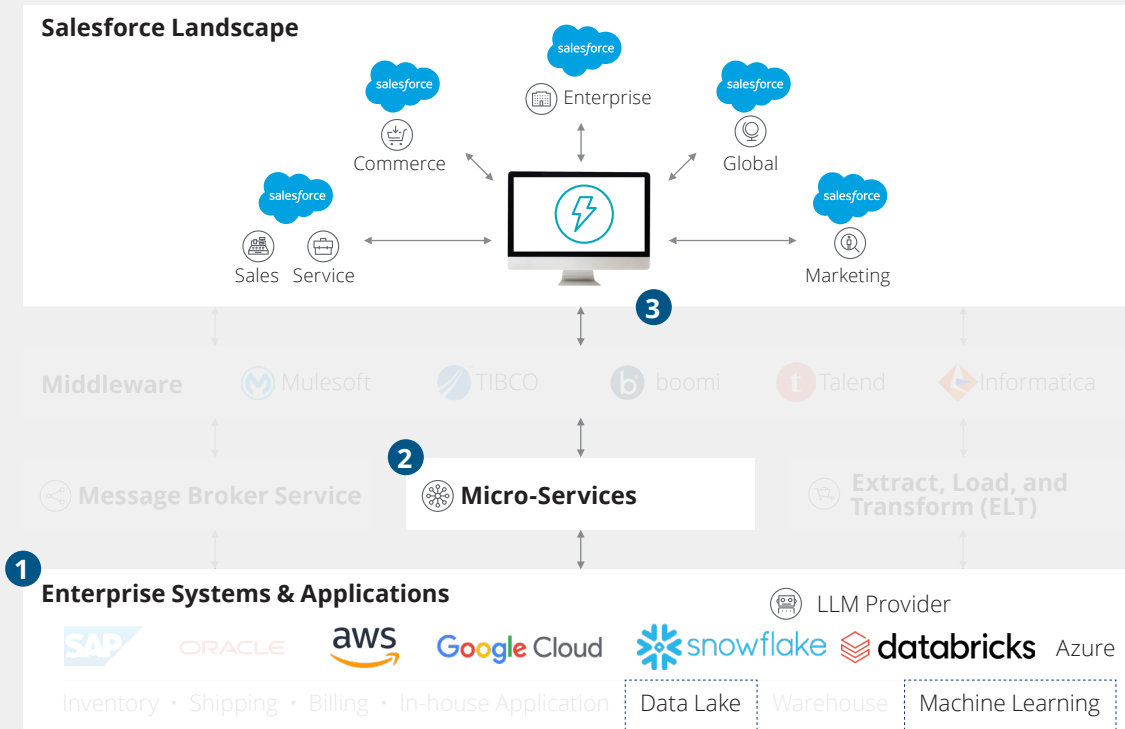 Salesforce Landscape
salesforce
Enterprise
salesforce
Commerce
salesforce
Global
salesforce
Sales Service
salesforce
Marketing
3
Middleware Mulesoft TIBCO boomi Talend Informatica
2
Message Broker Service
Micro-Services
Extract, Load, and
Transform (ELT)
1
Enterprise Systems & Applications
LLM Provider
SAP ORACLE aws Google Cloud snowflake databricks Azure
Inventory • Shipping • Billing • In-house Application Data Lake Warehouse Machine Learning